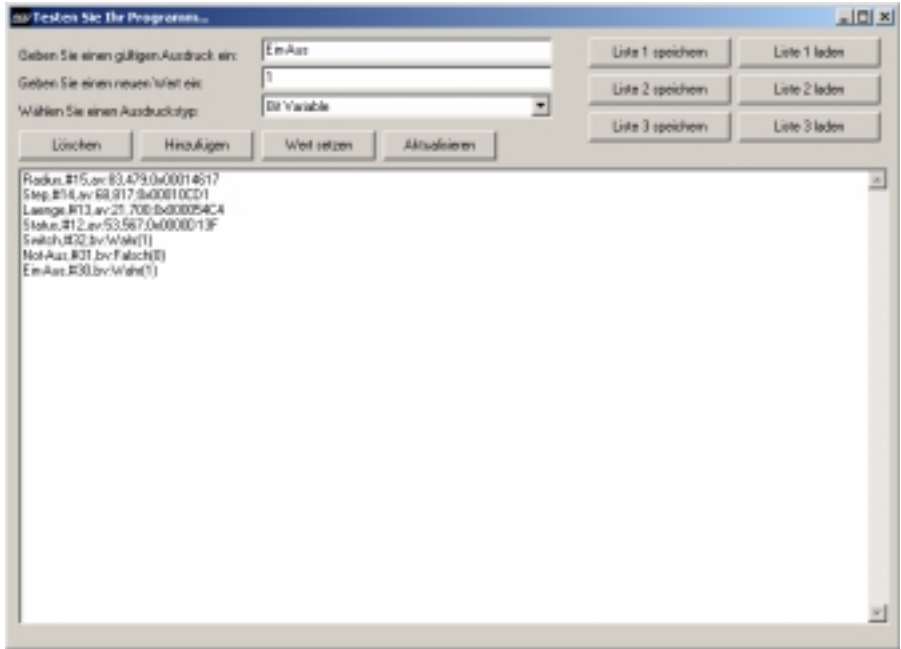 Testen Sie Ihr Programm...
Geben Sie einen gültigen Ausdruck ein:
Ein-Aus
Liste 1 speichern
Liste 1 laden
Geben Sie einen neuen Wert ein:
1
Liste 2 speichern
Liste 2 laden
Wählen Sie einen Ausdruckstyp:
Bit Variable
Liste 3 speichern
Liste 3 laden
Löschen
Hinzufügen
Wert setzen
Aktualisieren
Radius,#15,av:83,479;0x00014617
Step,#14,av:68,817;0x00010CD1
Laenge,#13,av:21,700;0x000054C4
Status,#12,av:53,567;0x0000D13F
Switch,#32,bv:Wahr(1)
Not-Aus,#31,bv:Falsch(0)
Ein-Aus,#30,bv:Wahr(1)